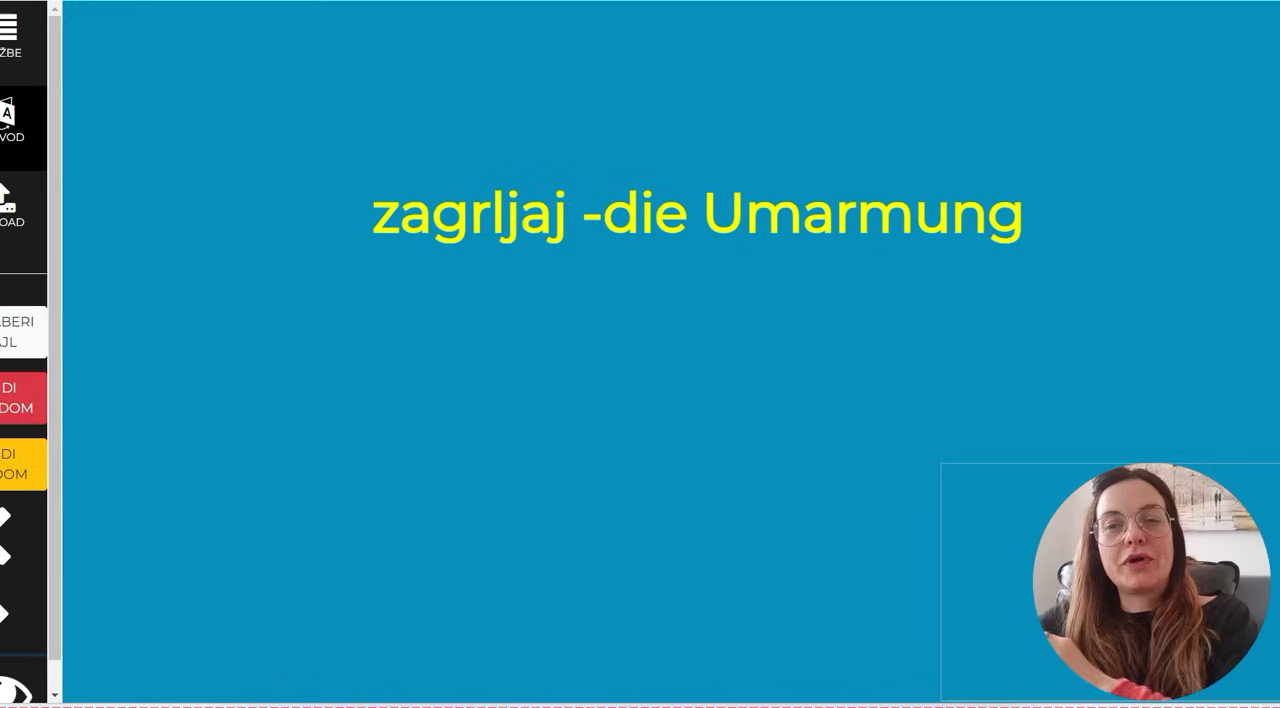 ŽBE
A
VOD
OAD
zagrljaj -die Umarmung
BERI
JL
DI
DOM
DI
DOM